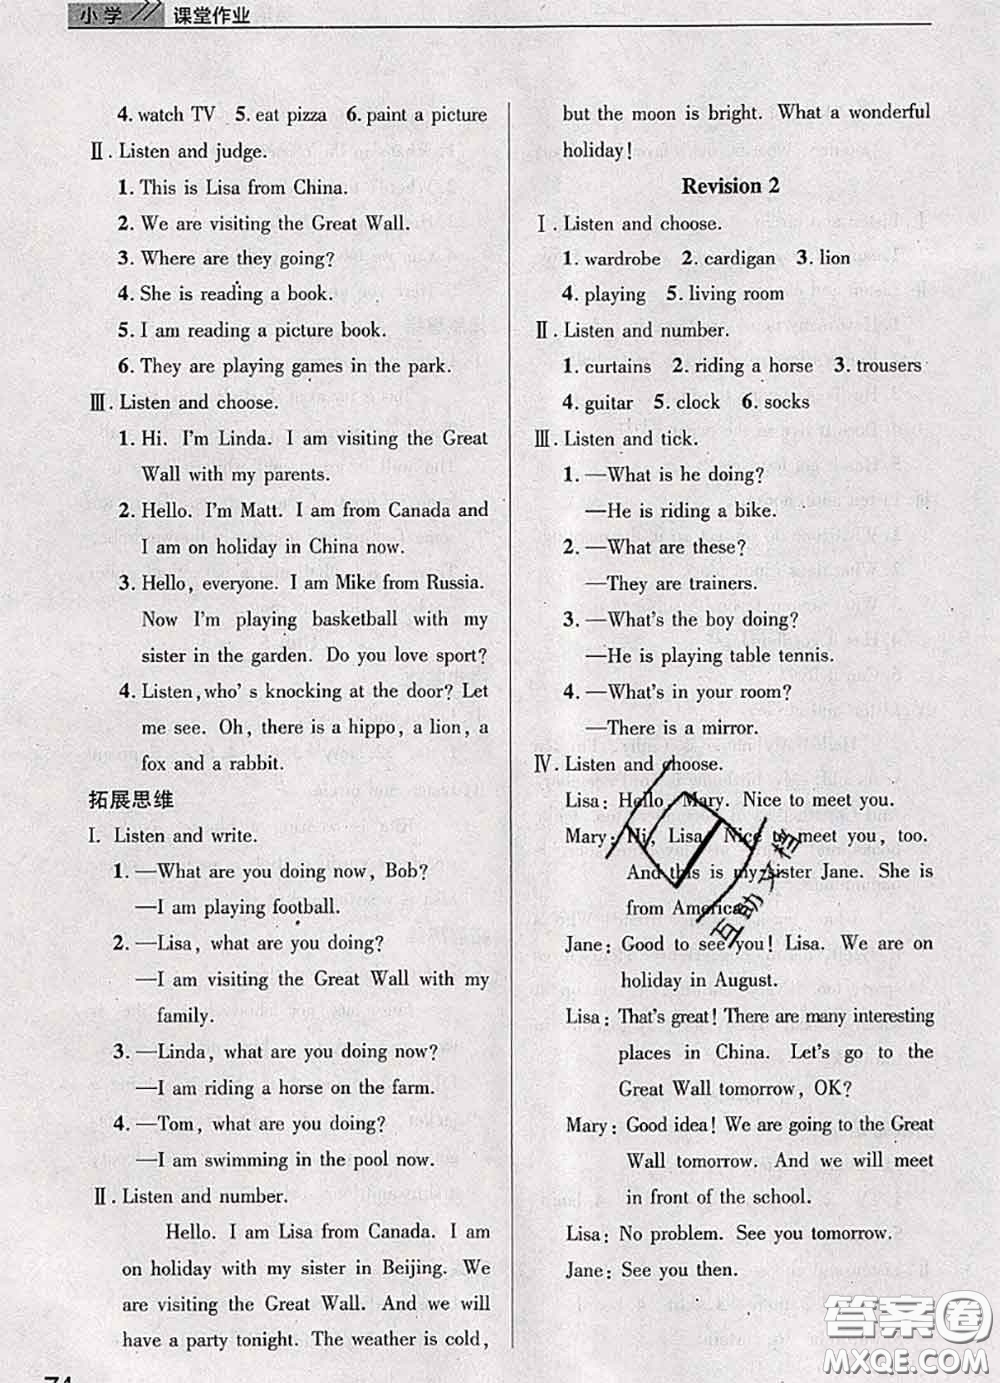 小学 课堂作业
4. watch TV 5. eat pizza 6. paint a picture
Ⅱ. Listen and judge.
1. This is Lisa from China.
2. We are visiting the Great Wall.
3. Where are they going?
4. She is reading a book.
5. I am reading a picture book.
6. They are playing games in the park.
Ⅲ. Listen and choose.
1. Hi. I'm Linda. I am visiting the Great
Wall with my parents.
2. Hello. I'm Matt. I am from Canada and
I am on holiday in China now.
3. Hello, everyone. I am Mike from Russia.
Now I'm playing basketball with my
sister in the garden. Do you love sport?
4. Listen, who's knocking at the door? Let
me see. Oh, there is a hippo, a lion, a
fox and a rabbit.
拓展思维
Ⅰ. Listen and write.
1. —What are you doing now, Bob?
—I am playing football.
2. —Lisa, what are you doing?
—I am visiting the Great Wall with my
family.
3. —Linda, what are you doing now?
—I am riding a horse on the farm.
4. —Tom, what are you doing?
—I am swimming in the pool now.
Ⅱ. Listen and number.
Hello. I am Lisa from Canada. I am
on holiday with my sister in Beijing. We
are visiting the Great Wall. And we will
have a party tonight. The weather is cold,
but the moon is bright. What a wonderful
holiday!
Revision 2
Ⅰ. Listen and choose.
1. wardrobe 2. cardigan 3. lion
4. playing 5. living room
Ⅱ. Listen and number.
1. curtains 2. riding a horse 3. trousers
4. guitar 5. clock 6. socks
Ⅲ. Listen and tick.
1. —What is he doing?
—He is riding a bike.
2. —What are these?
—They are trainers.
3. —What's the boy doing?
—He is playing table tennis.
4. —What's in your room?
—There is a mirror.
Ⅳ. Listen and choose.
Lisa: Hello, Mary. Nice to meet you.
Mary: Hi, Lisa. Nice to meet you, too.
And this is my sister Jane. She is
from America.
Jane: Good to see you! Lisa. We are on
holiday in August.
Lisa: That's great! There are many interesting
places in China. Let's go to the
Great Wall tomorrow, OK?
Mary: Good idea! We are going to the Great
Wall tomorrow. And we will meet
in front of the school.
Lisa: No problem. See you tomorrow.
Jane: See you then.
互助文档
答案圈
MXQE.COM
74